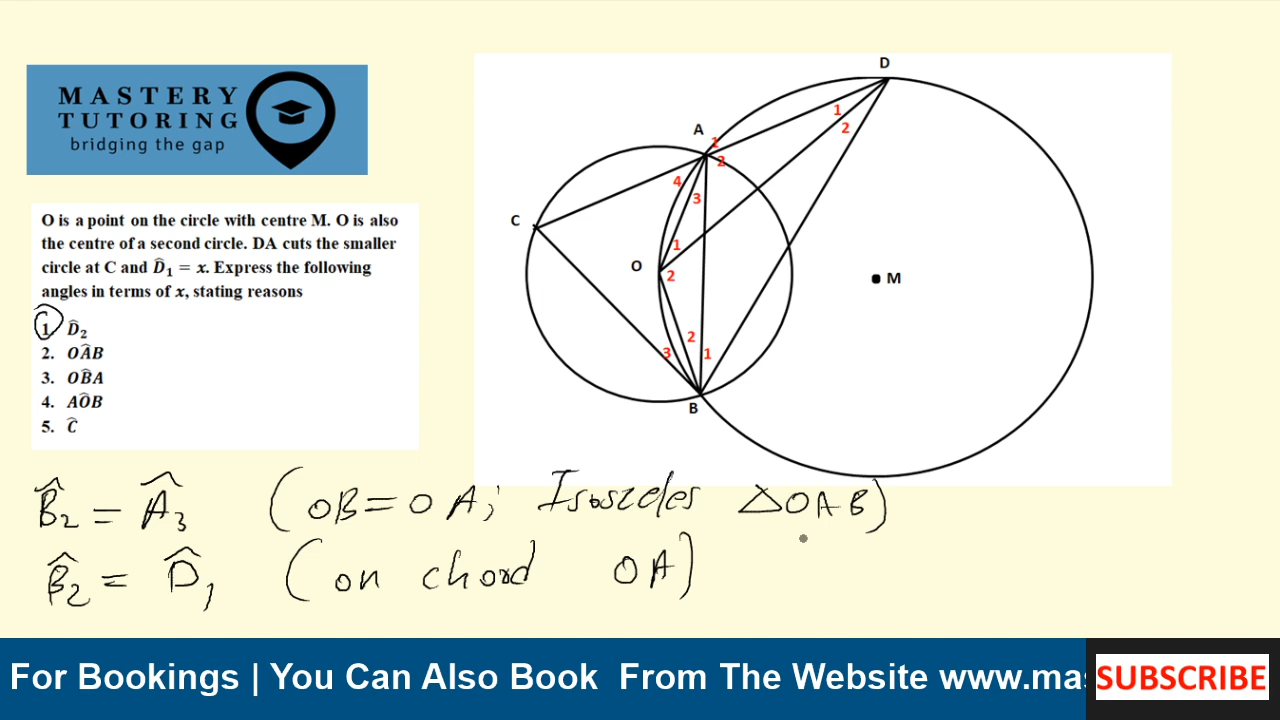 MASTERY
TUTORING
bridging the gap
O is a point on the circle with centre M. O is also
the centre of a second circle. DA cuts the smaller
circle at C and D̂₁ = x. Express the following
angles in terms of x, stating reasons
1. D̂₂
2. OÂB
3. OB̂A
4. AÔB
5. Ĉ
D
1
2
A
1
2
4
3
C
O
1
2
M
2
3
1
B
B̂₂ = Â₃ (OB = OA; Isoszeles ΔOAB)
B̂₂ = D̂₁ (on chord OA)
For Bookings | You Can Also Book From The Website www.mas
SUBSCRIBE